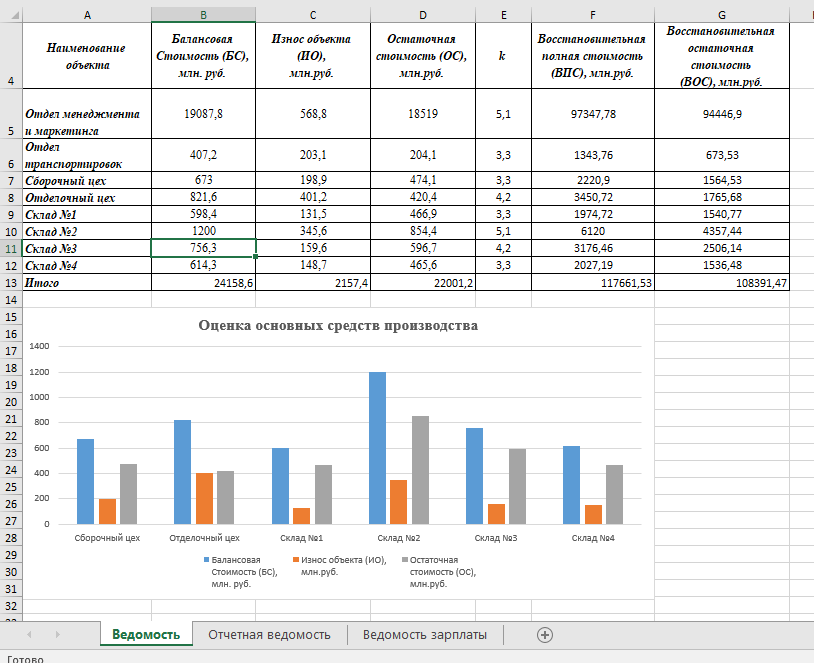 A B C D E F G
4 Наименование объекта Балансовая Стоимость (БС), млн. руб. Износ объекта (ИО), млн.руб. Остаточная стоимость (ОС), млн.руб. k Восстановительная полная стоимость (ВПС), млн.руб. Восстановительная остаточная стоимость (ВОС), млн.руб.
5 Отдел менеджмента и маркетинга 19087,8 568,8 18519 5,1 97347,78 94446,9
6 Отдел транспортировок 407,2 203,1 204,1 3,3 1343,76 673,53
7 Сборочный цех 673 198,9 474,1 3,3 2220,9 1564,53
8 Отделочный цех 821,6 401,2 420,4 4,2 3450,72 1765,68
9 Склад №1 598,4 131,5 466,9 3,3 1974,72 1540,77
10 Склад №2 1200 345,6 854,4 5,1 6120 4357,44
11 Склад №3 756,3 159,6 596,7 4,2 3176,46 2506,14
12 Склад №4 614,3 148,7 465,6 3,3 2027,19 1536,48
13 Итого 24158,6 2157,4 22001,2 117661,53 108391,47
14
15
16
17
18
19
20
21
22
23
24
25
26
27
28
29
30
31
32
Оценка основных средств производства
1400
1200
1000
800
600
400
200
0
Сборочный цех Отделочный цех Склад №1 Склад №2 Склад №3 Склад №4
Балансовая Стоимость (БС), млн. руб.
Износ объекта (ИО), млн.руб.
Остаточная стоимость (ОС), млн.руб.
Ведомость Отчетная ведомость Ведомость зарплаты
Готово